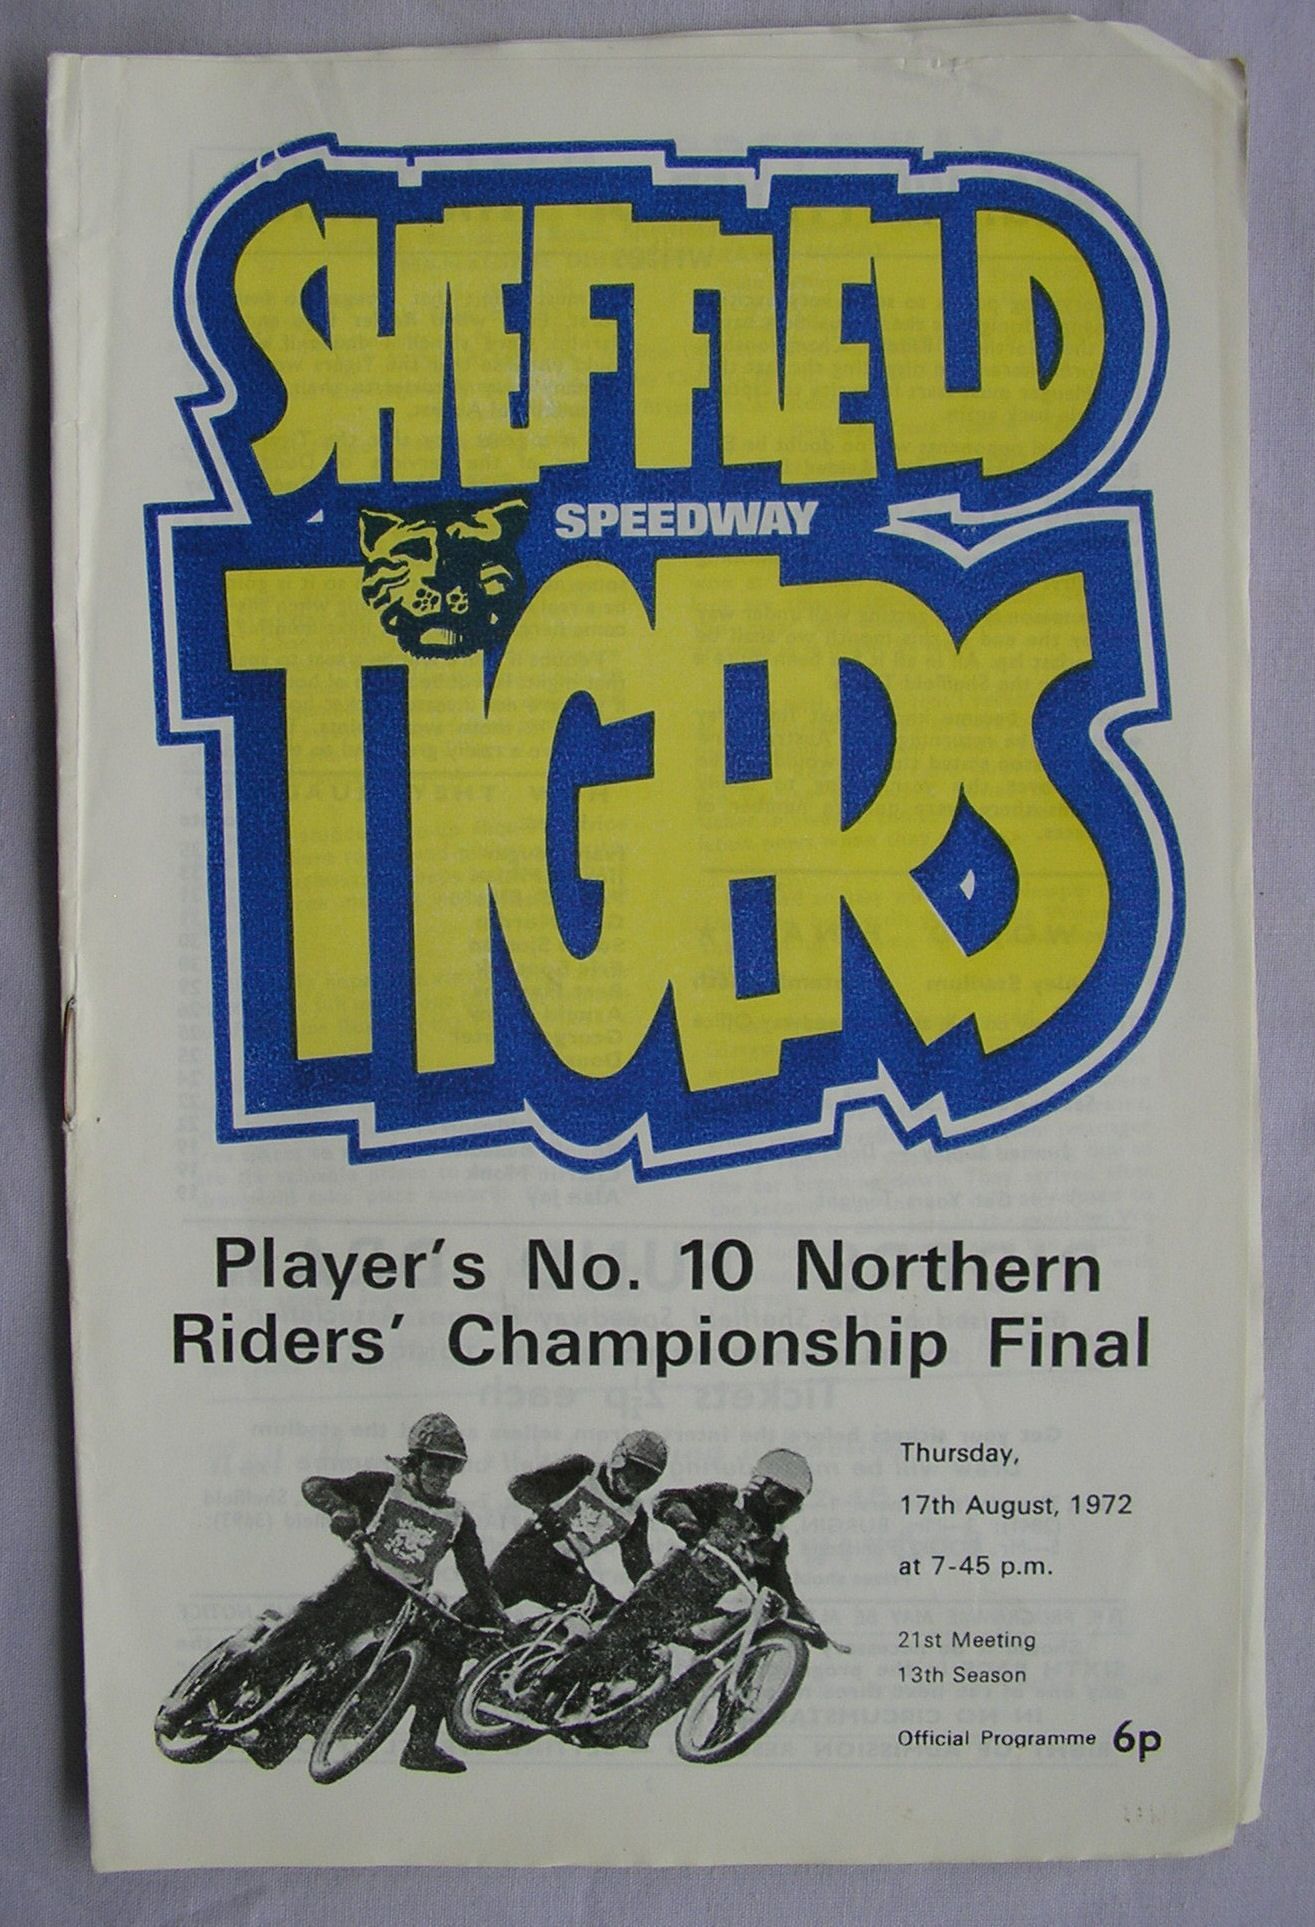 SHEFFIELD
SPEEDWAY
TIGERS
Player's No. 10 Northern
Riders' Championship Final
Thursday,
17th August, 1972
at 7-45 p.m.
21st Meeting
13th Season
Official Programme 6p